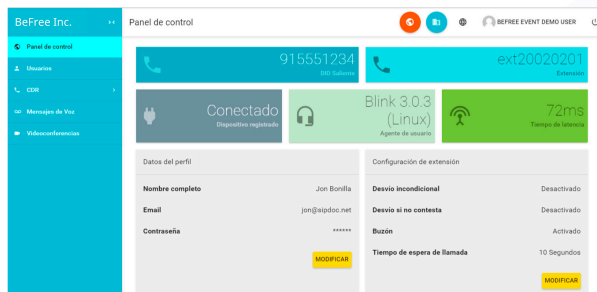 BeFree Inc.
Panel de control
BEFREE EVENT DEMO USER
Panel de control
Usuarios
CDR
Mensajes de Voz
Videoconferencias
915551234
DID Saliente
ext20020201
Extensión
Conectado
Dispositivo registrado
Blink 3.0.3
(Linux)
Agente de usuario
72ms
Tiempo de latencia
Datos del perfil
Nombre completo Jon Bonilla
Email jon@sipdoc.net
Contraseña ******
MODIFICAR
Configuración de extensión
Desvío incondicional Desactivado
Desvío si no contesta Desactivado
Buzón Activado
Tiempo de espera de llamada 10 Segundos
MODIFICAR